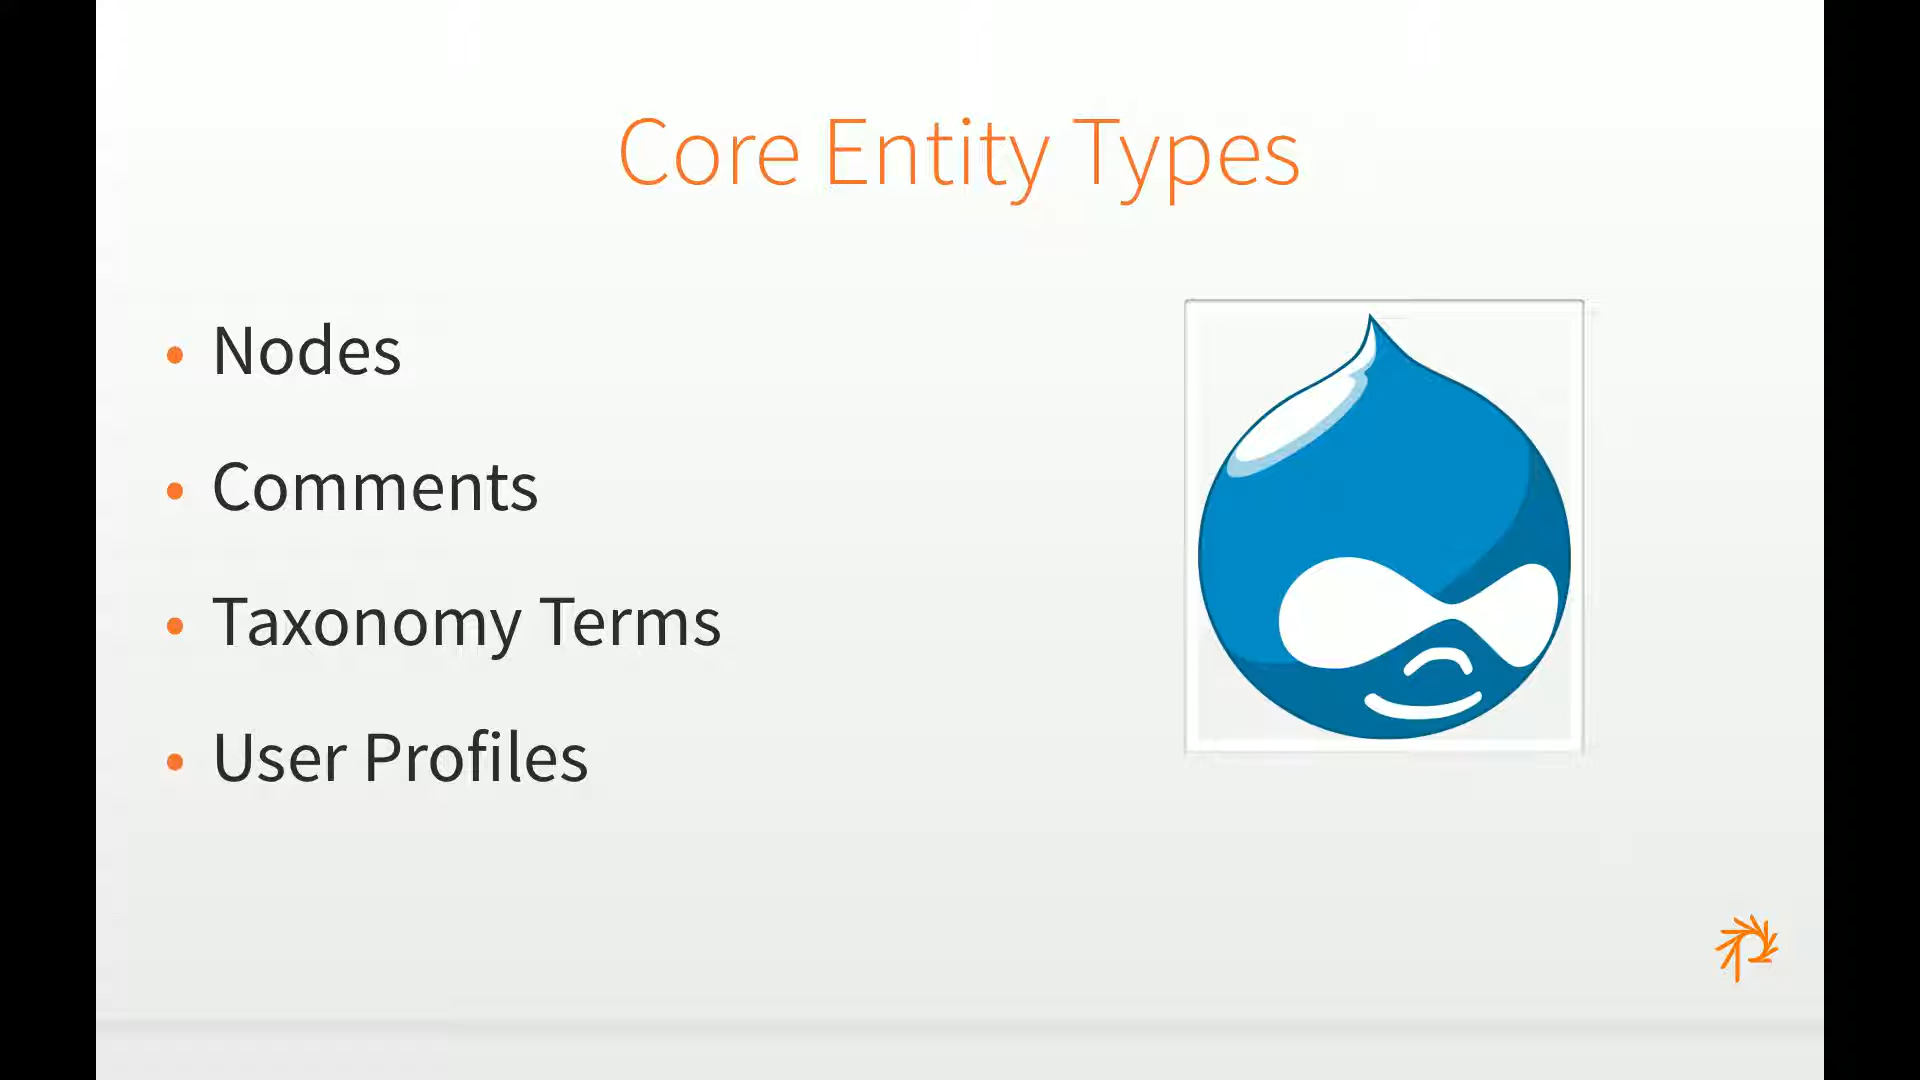 Core Entity Types
• Nodes
• Comments
• Taxonomy Terms
• User Profiles